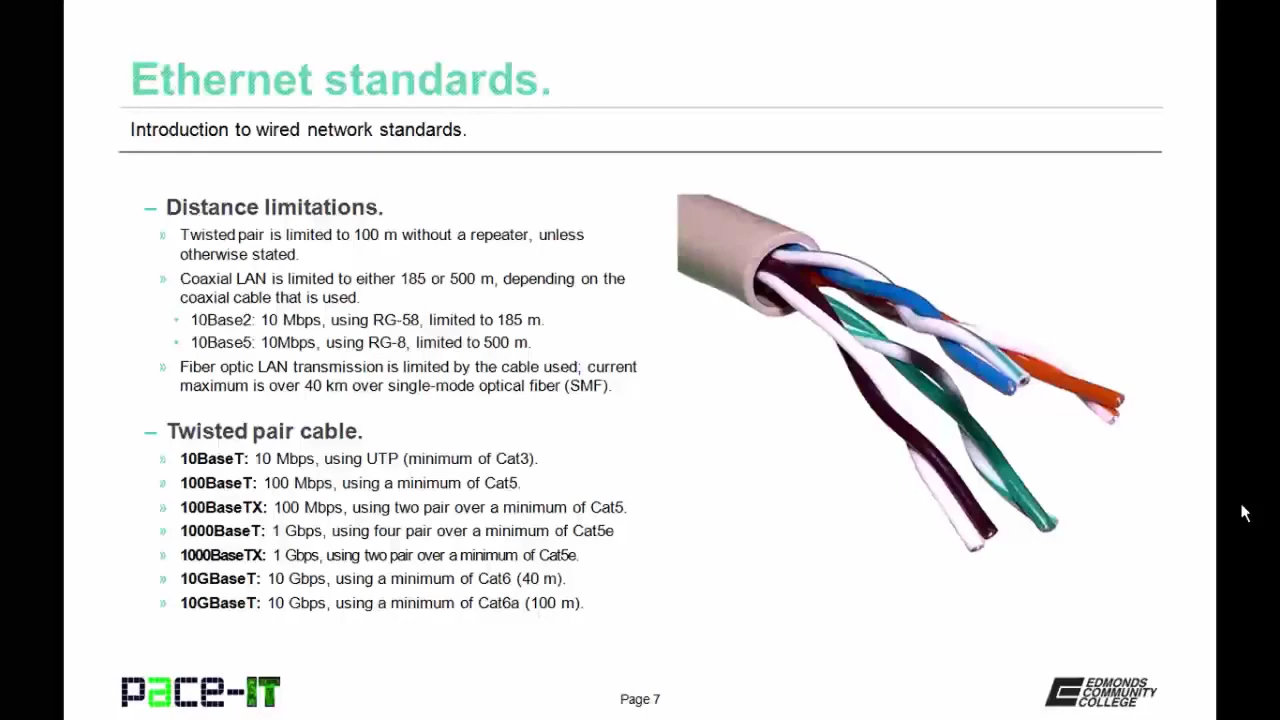 Ethernet standards.
Introduction to wired network standards.
– Distance limitations.
» Twisted pair is limited to 100 m without a repeater, unless
otherwise stated.
» Coaxial LAN is limited to either 185 or 500 m, depending on the
coaxial cable that is used.
• 10Base2: 10 Mbps, using RG-58, limited to 185 m.
• 10Base5: 10Mbps, using RG-8, limited to 500 m.
» Fiber optic LAN transmission is limited by the cable used; current
maximum is over 40 km over single-mode optical fiber (SMF).
– Twisted pair cable.
» 10BaseT: 10 Mbps, using UTP (minimum of Cat3).
» 100BaseT: 100 Mbps, using a minimum of Cat5.
» 100BaseTX: 100 Mbps, using two pair over a minimum of Cat5.
» 1000BaseT: 1 Gbps, using four pair over a minimum of Cat5e
» 1000BaseTX: 1 Gbps, using two pair over a minimum of Cat5e.
» 10GBaseT: 10 Gbps, using a minimum of Cat6 (40 m).
» 10GBaseT: 10 Gbps, using a minimum of Cat6a (100 m).
pace-IT
Page 7
EDMONDS
COMMUNITY
COLLEGE